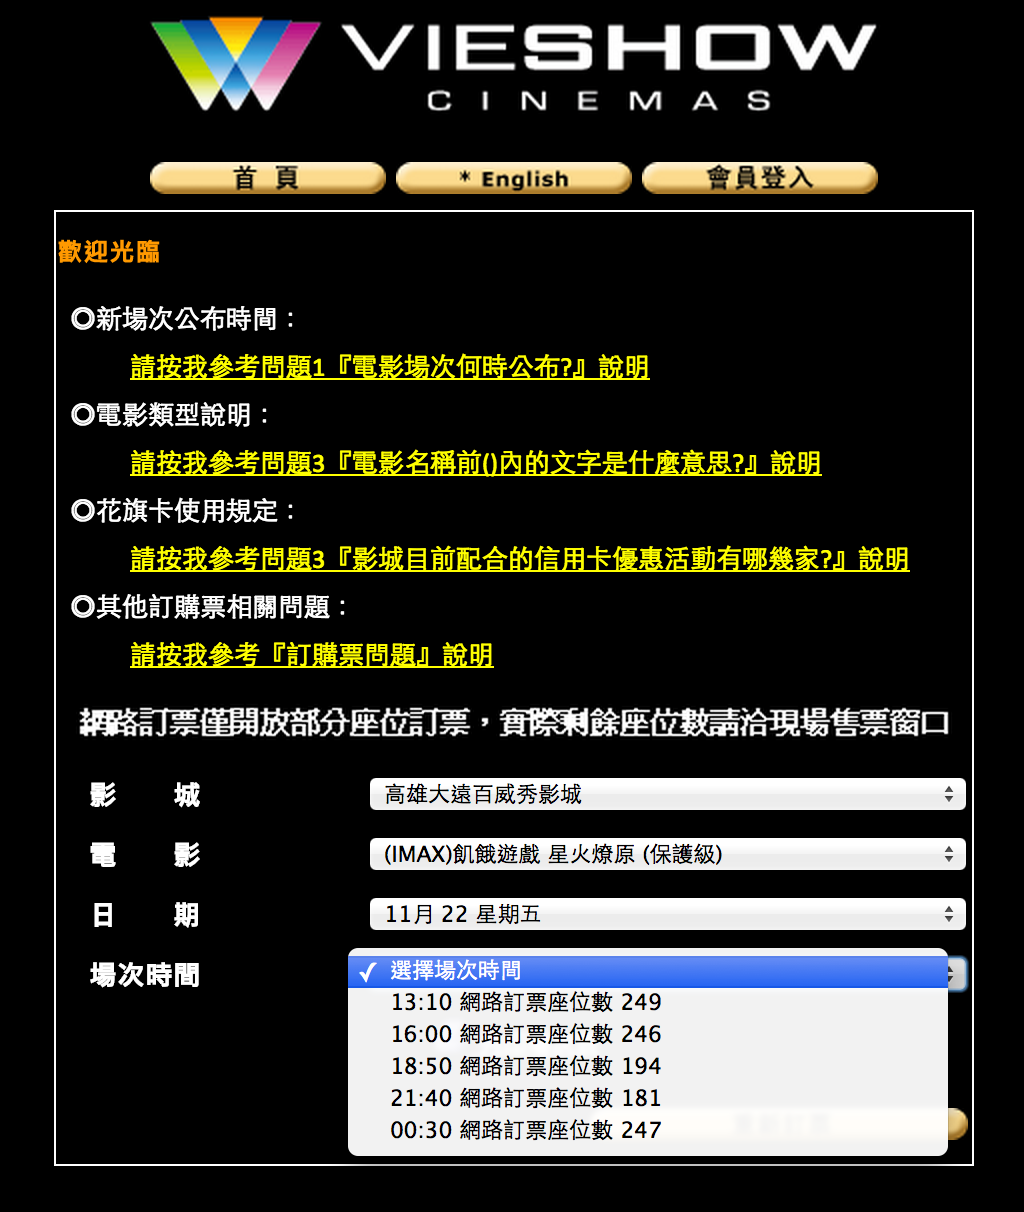 VIESHOW
CINEMAS
首 頁
* English
會員登入
歡迎光臨
◎新場次公布時間：
請按我參考問題1『電影場次何時公布?』說明
◎電影類型說明：
請按我參考問題3『電影名稱前()內的文字是什麼意思?』說明
◎花旗卡使用規定：
請按我參考問題3『影城目前配合的信用卡優惠活動有哪幾家?』說明
◎其他訂購票相關問題：
請按我參考『訂購票問題』說明
網路訂票僅開放部分座位訂票，實際剩餘座位數請洽現場售票窗口
影 城 高雄大遠百威秀影城
電 影 (IMAX)飢餓遊戲 星火燎原 (保護級)
日 期 11月 22 星期五
場次時間 ✓ 選擇場次時間
13:10 網路訂票座位數 249
16:00 網路訂票座位數 246
18:50 網路訂票座位數 194
21:40 網路訂票座位數 181
00:30 網路訂票座位數 247